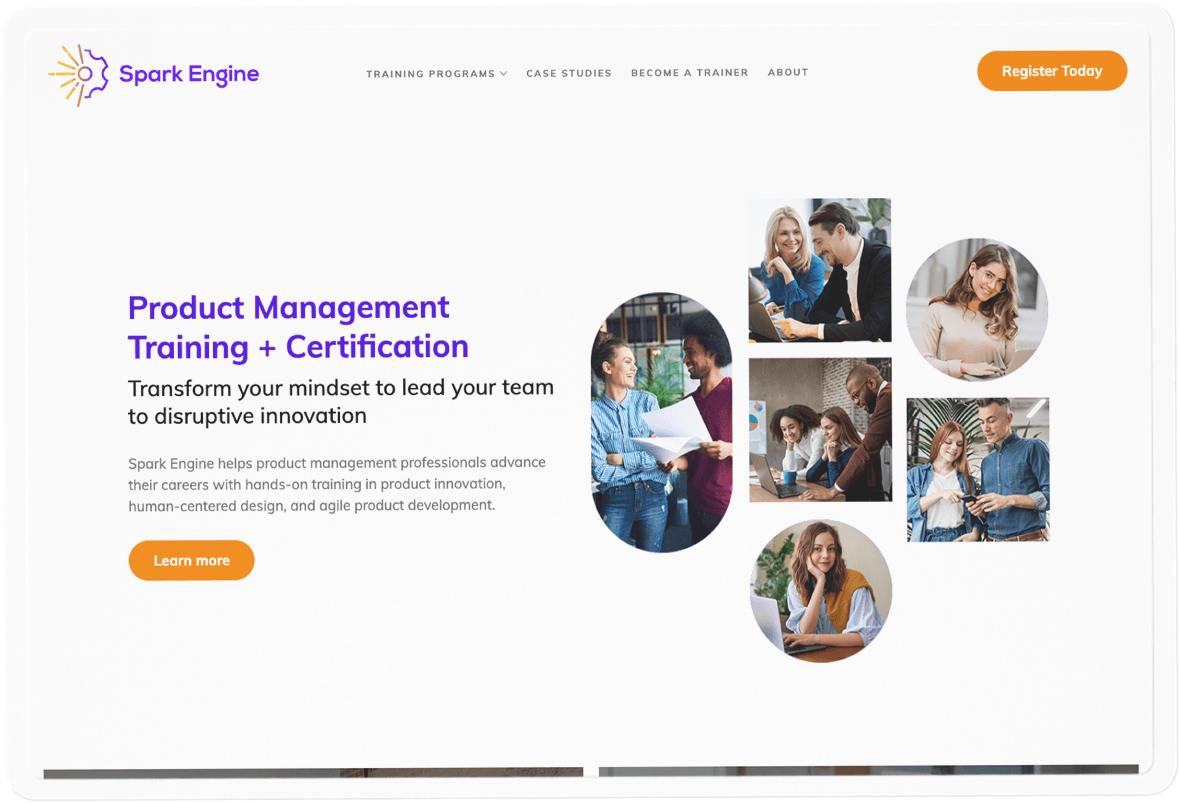 Spark Engine
TRAINING PROGRAMS
CASE STUDIES
BECOME A TRAINER
ABOUT
Register Today
Product Management
Training + Certification
Transform your mindset to lead your team
to disruptive innovation
Spark Engine helps product management professionals advance
their careers with hands-on training in product innovation,
human-centered design, and agile product development.
Learn more